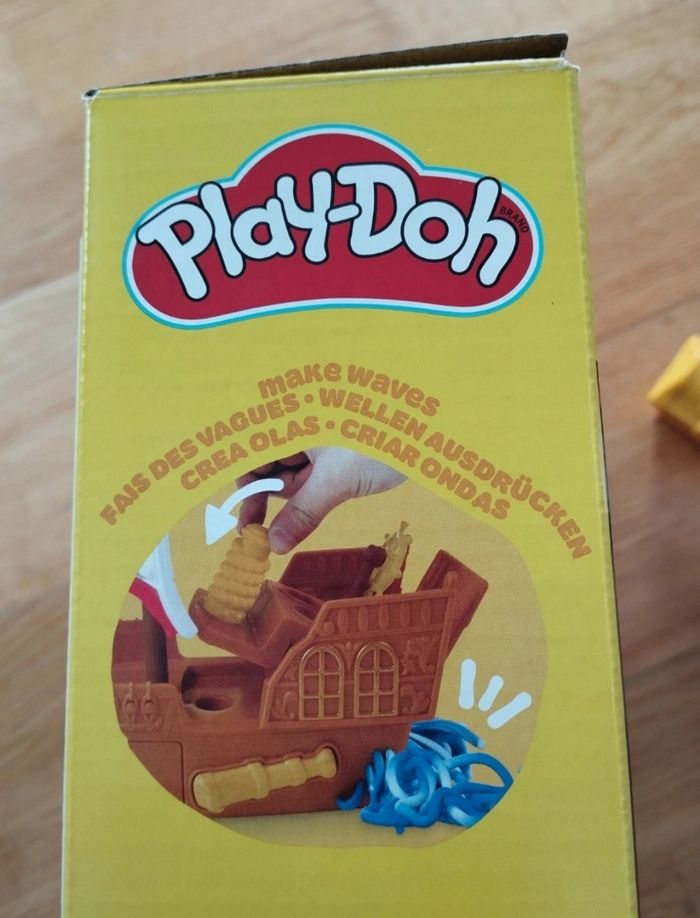 Play-Doh
BRAND
make waves
FAIS DES VAGUES • WELLEN AUSDRÜCKEN
CREA OLAS • CRIAR ONDAS